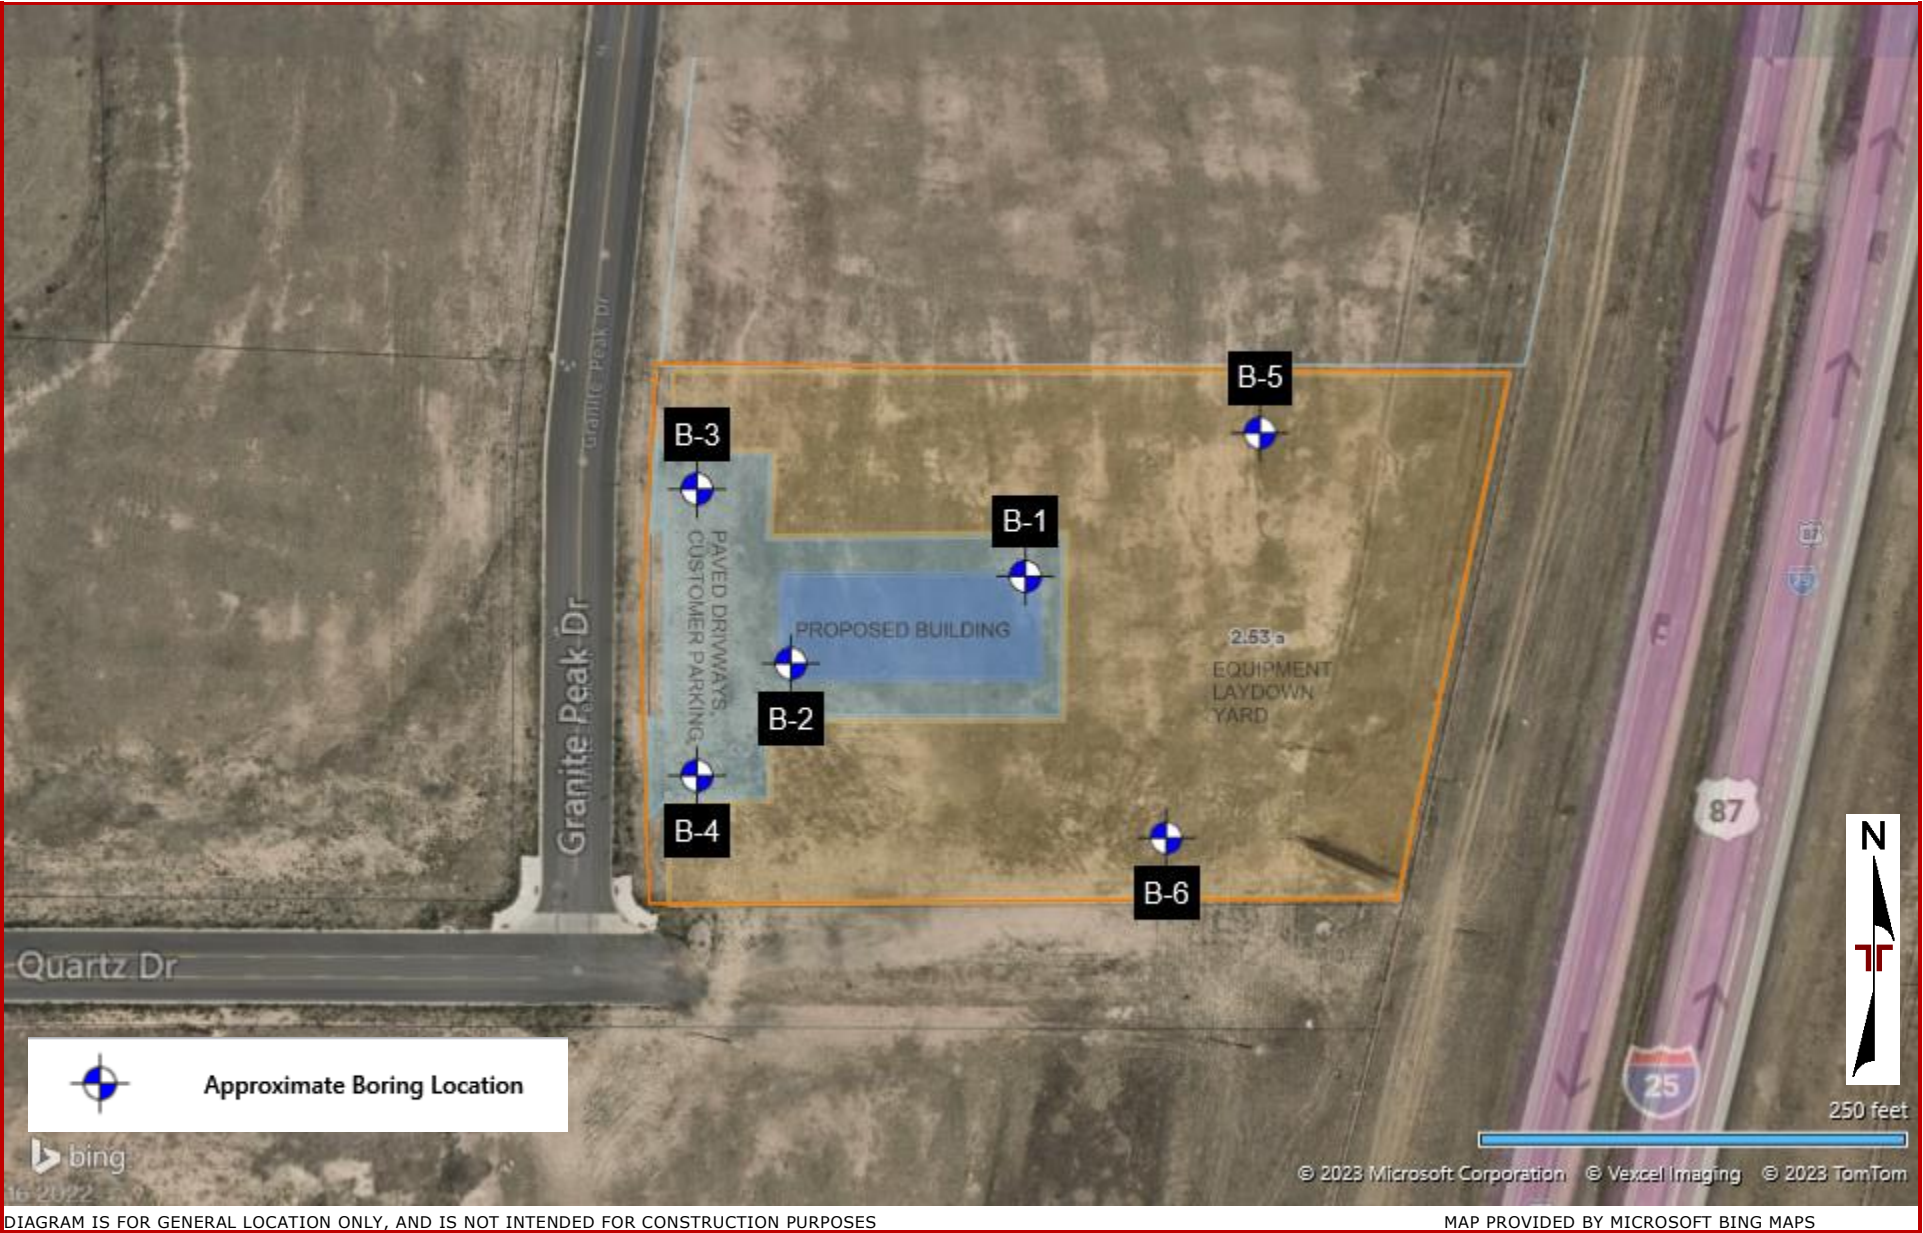 Granite Peak Dr
B-5
B-3
B-1
PAVED DRIVWAYS,
CUSTOMER PARKING
PROPOSED BUILDING
87
25
2.53 a
EQUIPMENT
LAYDOWN
YARD
B-2
Granite Peak Dr
B-4
87
B-6
N
Quartz Dr
Approximate Boring Location
25
250 feet
bing
© 2023 Microsoft Corporation © Vexcel Imaging © 2023 TomTom
DIAGRAM IS FOR GENERAL LOCATION ONLY, AND IS NOT INTENDED FOR CONSTRUCTION PURPOSES
MAP PROVIDED BY MICROSOFT BING MAPS